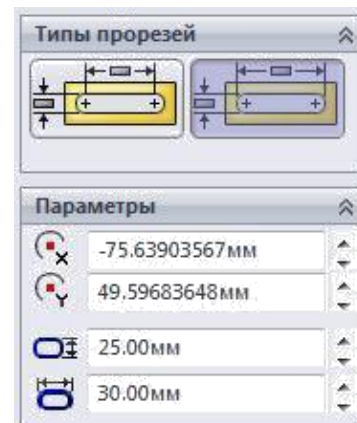 Типы прорезей
Параметры
X -75.63903567мм
Y 49.59683648мм
25.00мм
30.00мм